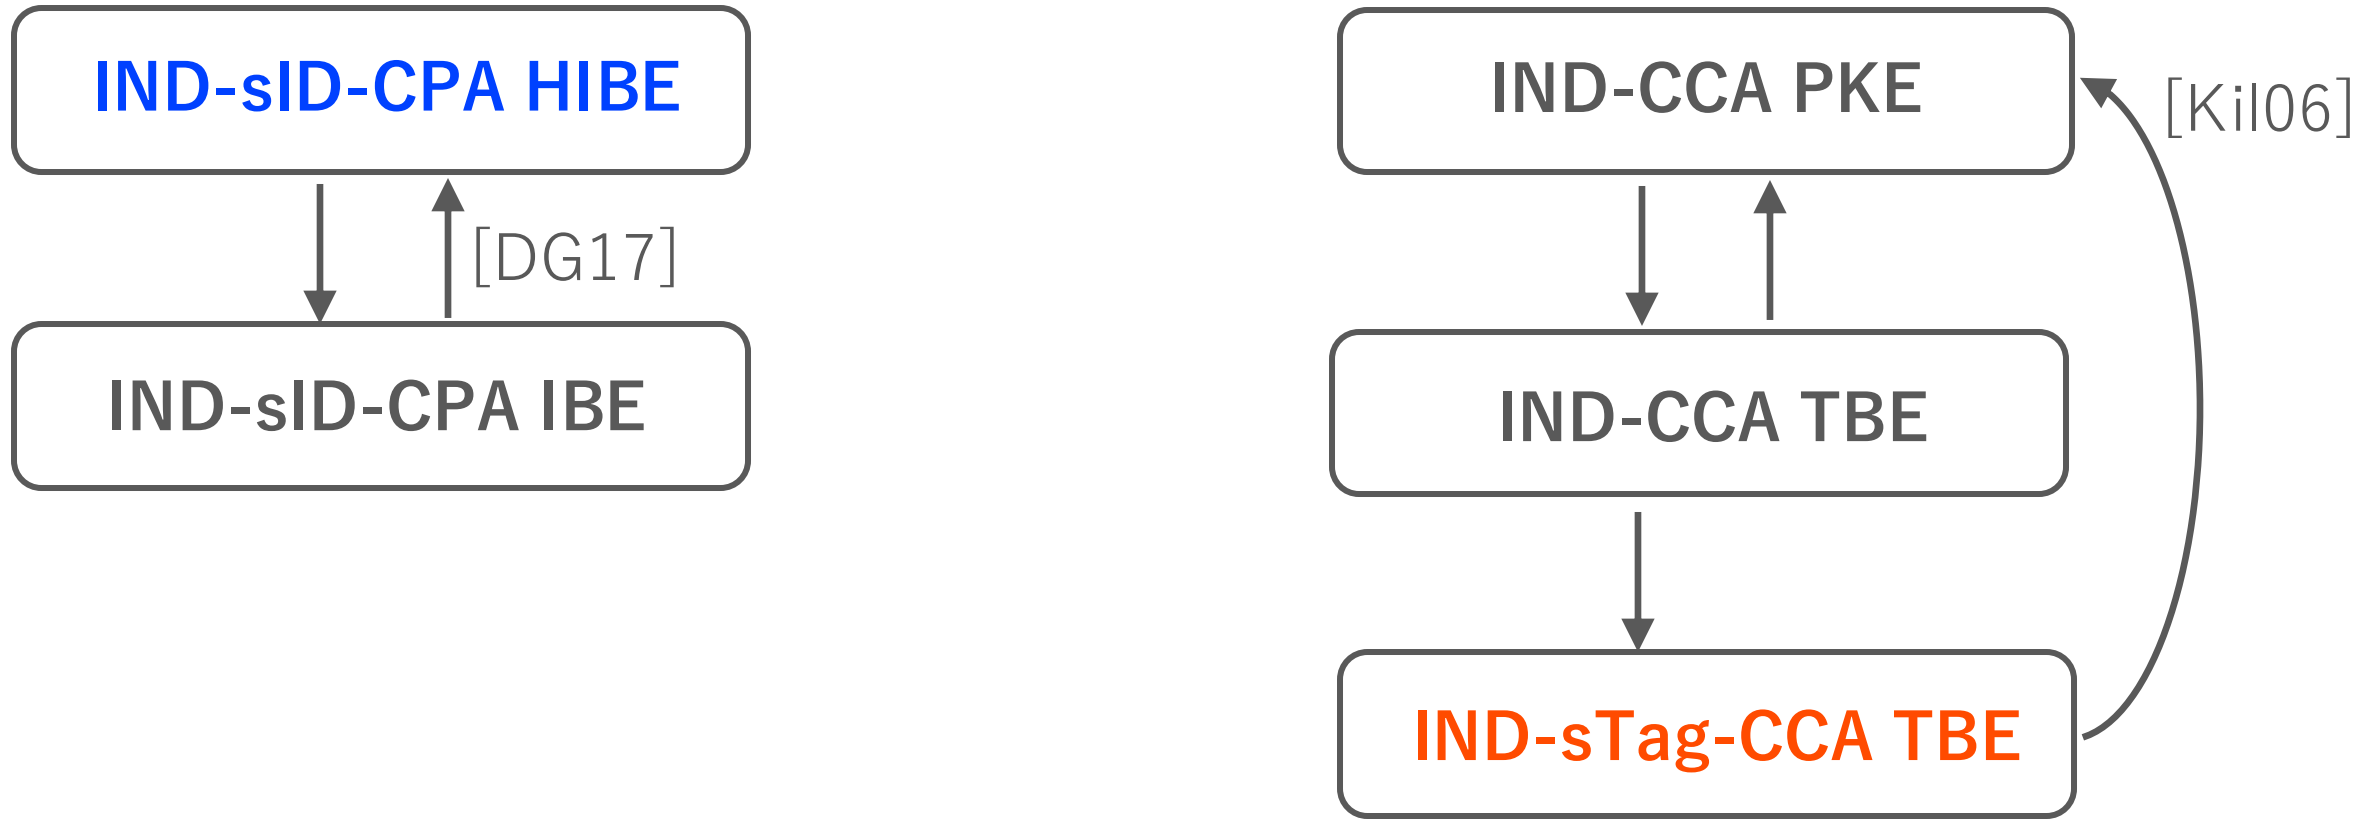 IND-sID-CPA HIBE
[DG17]
IND-sID-CPA IBE
IND-CCA PKE
[Kil06]
IND-CCA TBE
IND-sTag-CCA TBE